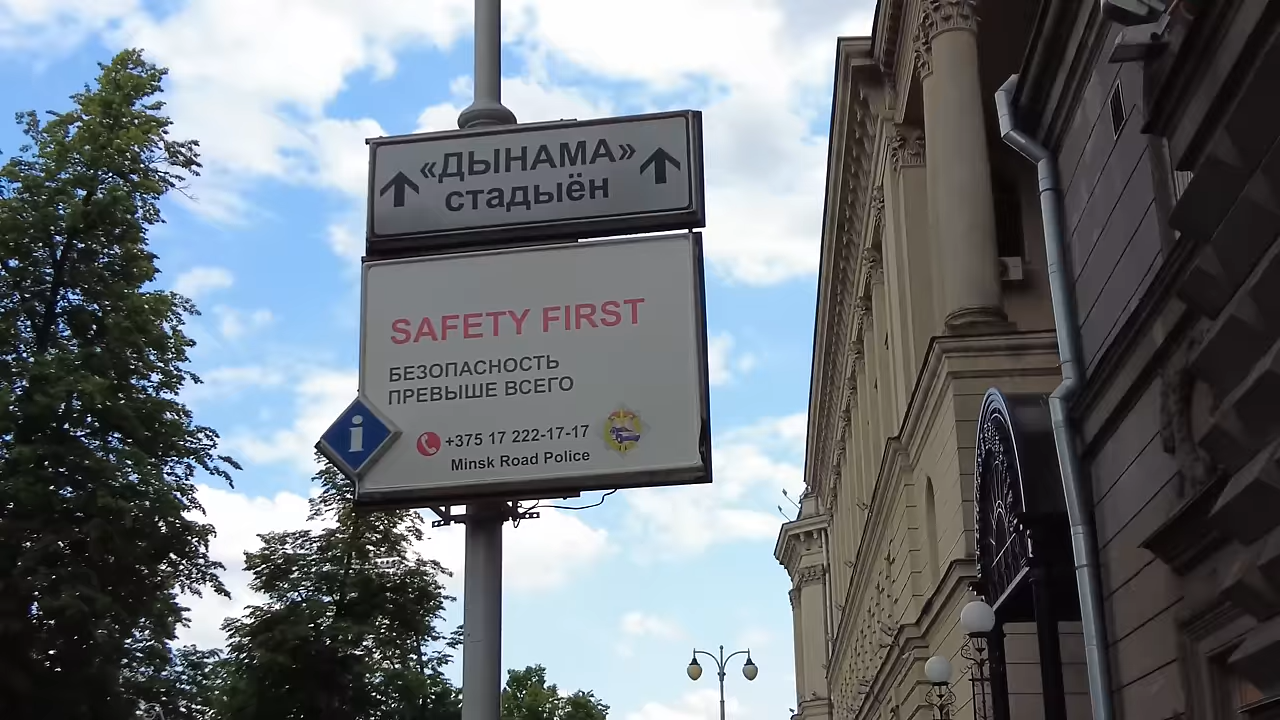 «ДЫНАМА»
стадыён
SAFETY FIRST
БЕЗОПАСНОСТЬ
ПРЕВЫШЕ ВСЕГО
i
+375 17 222-17-17
Minsk Road Police